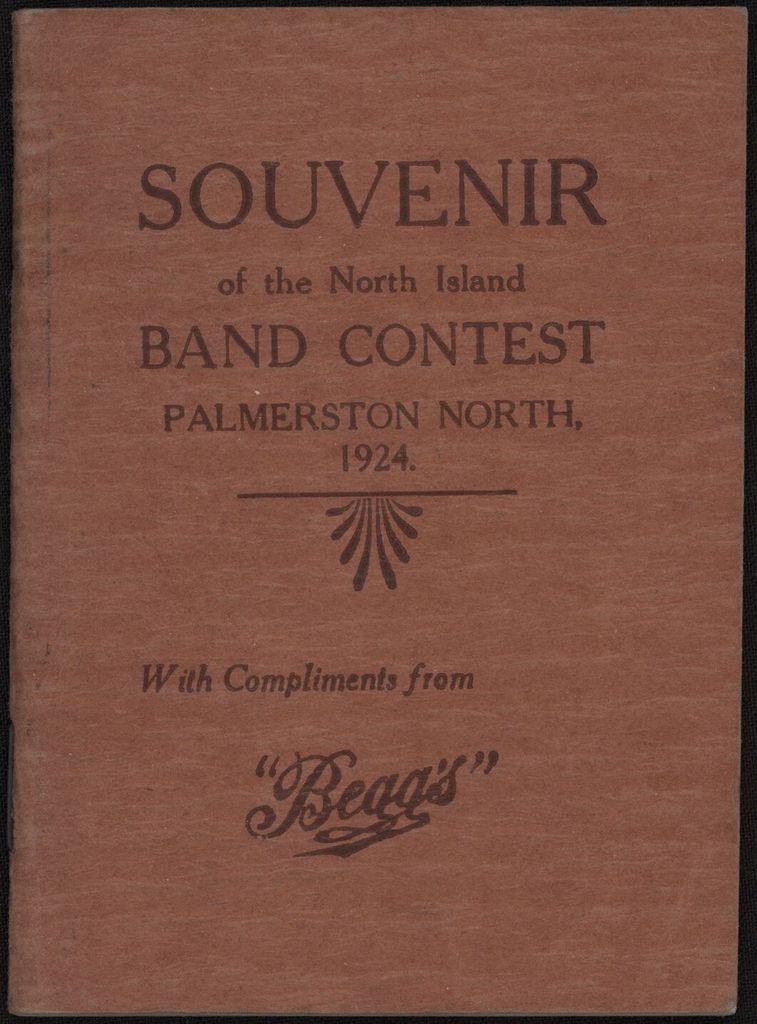 SOUVENIR
of the North Island
BAND CONTEST
PALMERSTON NORTH,
1924.
With Compliments from
"Begg's"